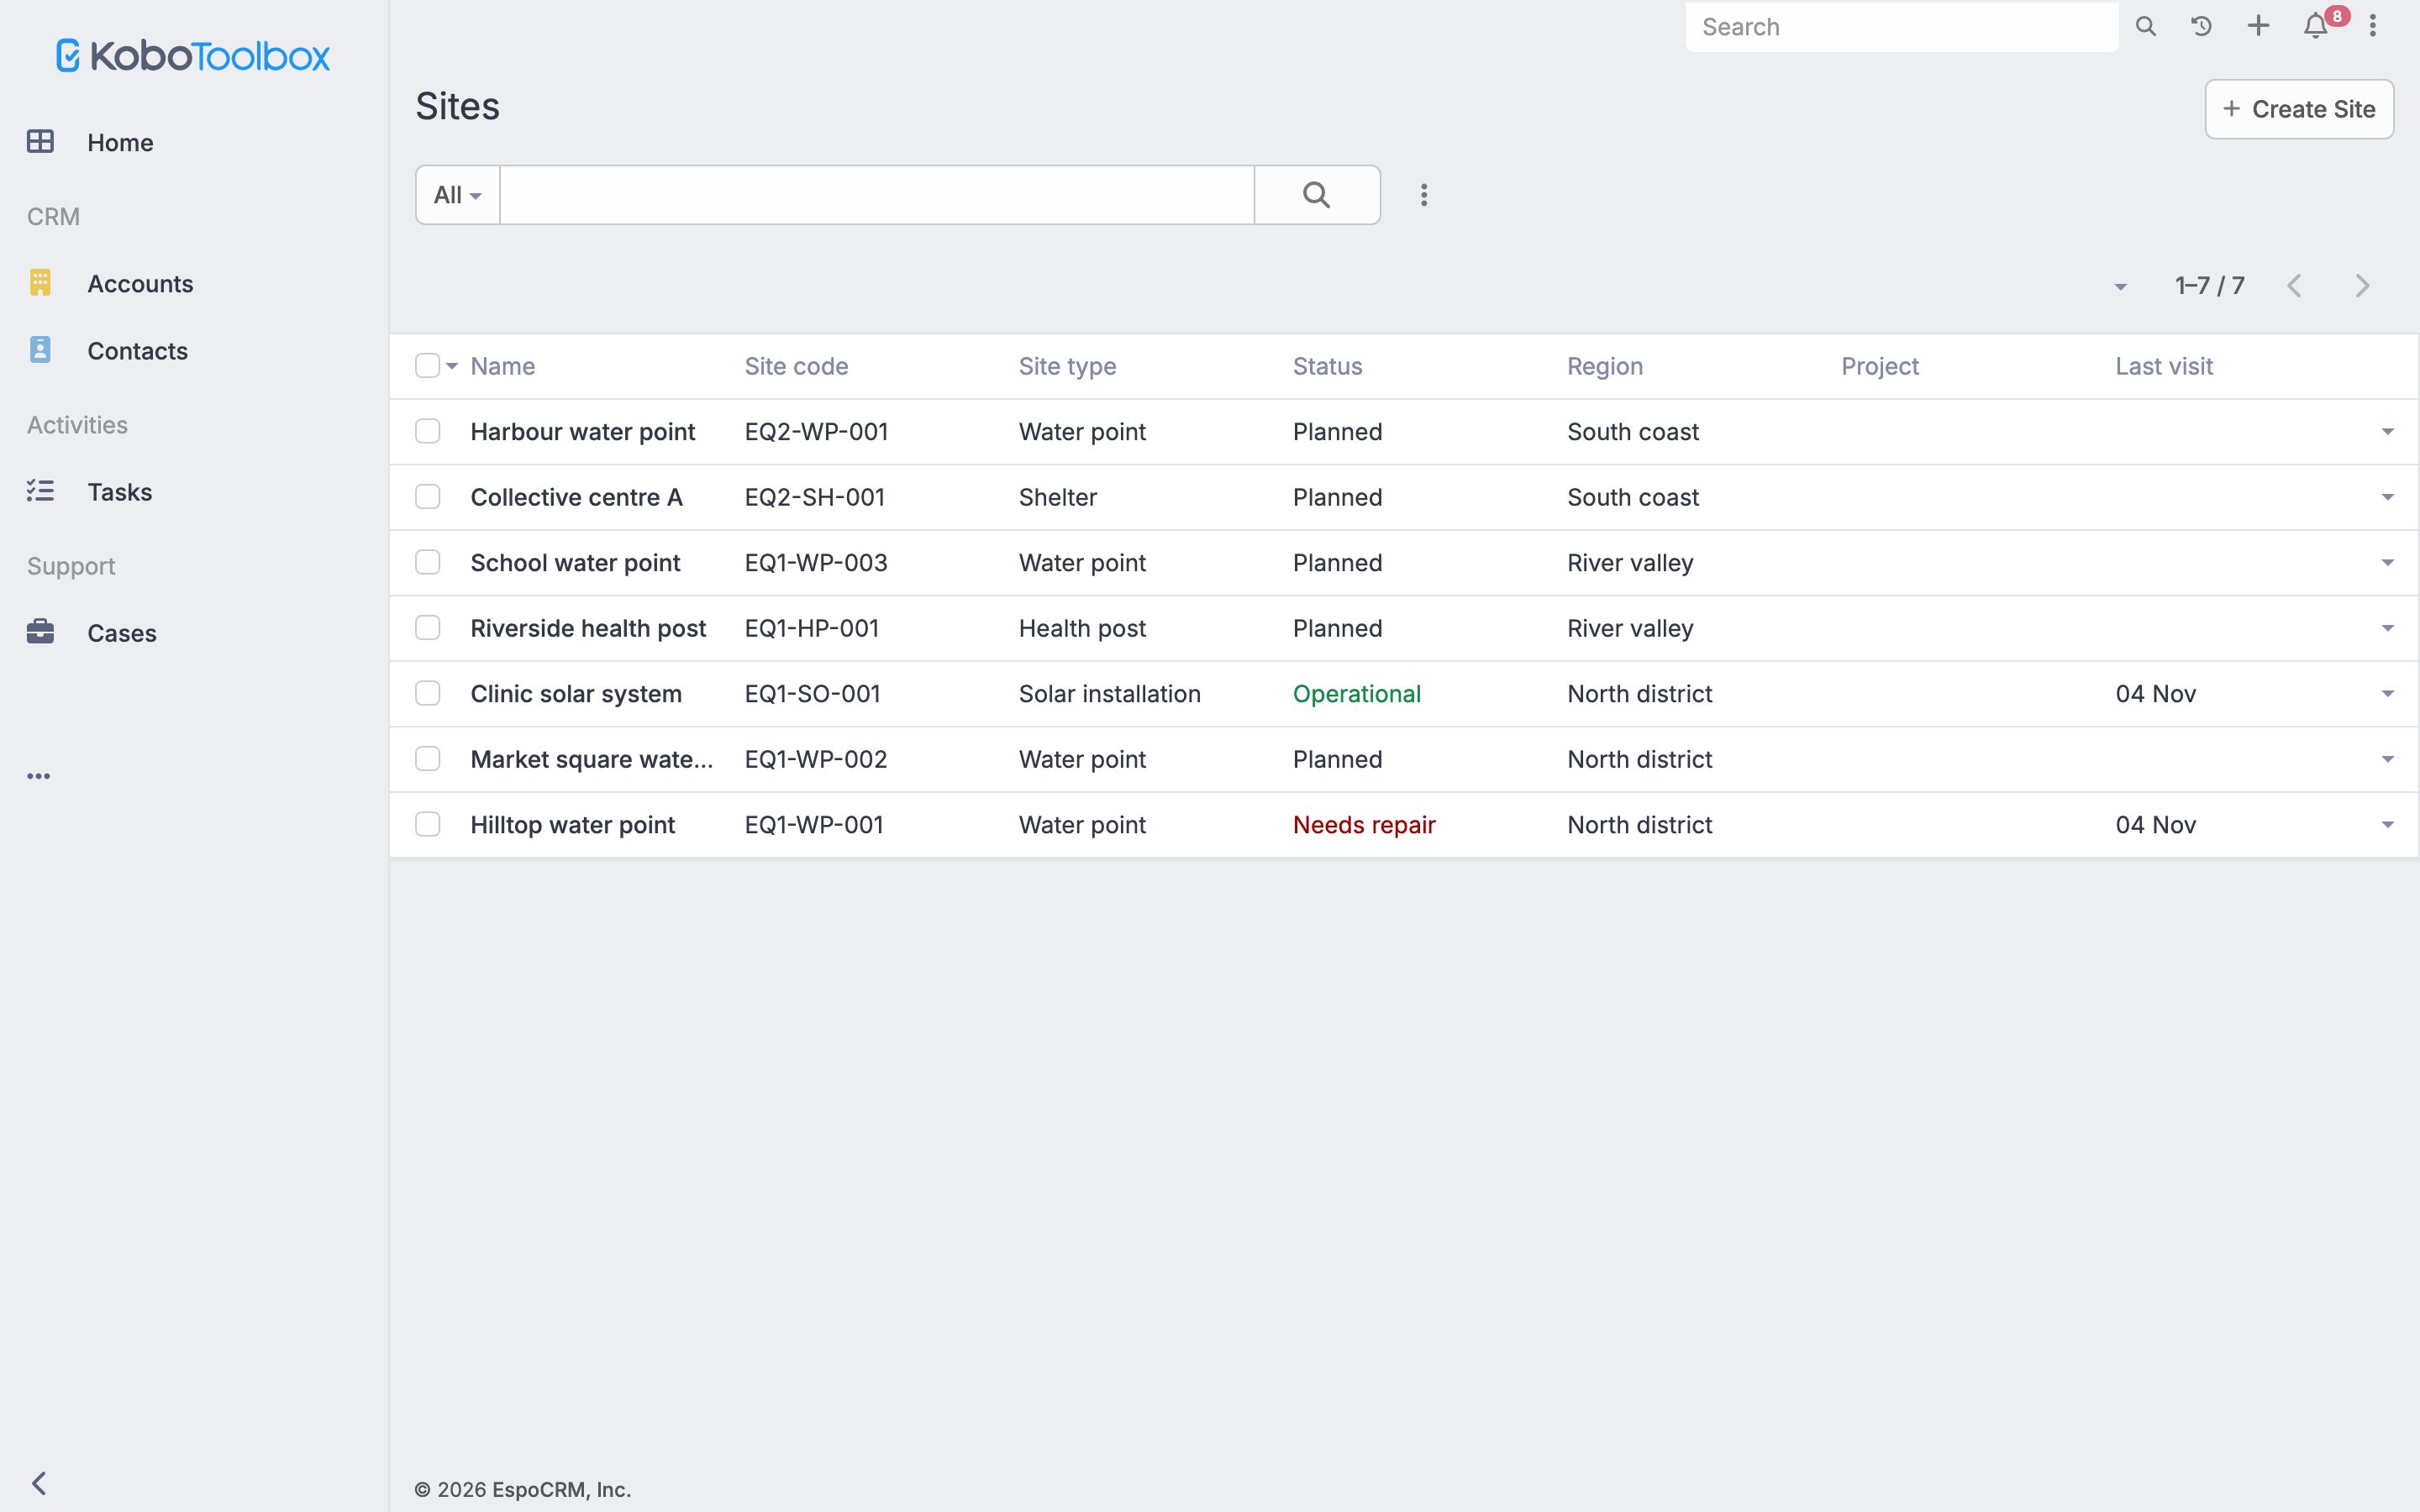 KoboToolbox
Search
8
Home
CRM
Accounts
Contacts
Activities
Tasks
Support
Cases
Sites
+ Create Site
All
1–7 / 7
Name Site code Site type Status Region Project Last visit
Harbour water point EQ2-WP-001 Water point Planned South coast
Collective centre A EQ2-SH-001 Shelter Planned South coast
School water point EQ1-WP-003 Water point Planned River valley
Riverside health post EQ1-HP-001 Health post Planned River valley
Clinic solar system EQ1-SO-001 Solar installation Operational North district 04 Nov
Market square wate... EQ1-WP-002 Water point Planned North district
Hilltop water point EQ1-WP-001 Water point Needs repair North district 04 Nov
© 2026 EspoCRM, Inc.